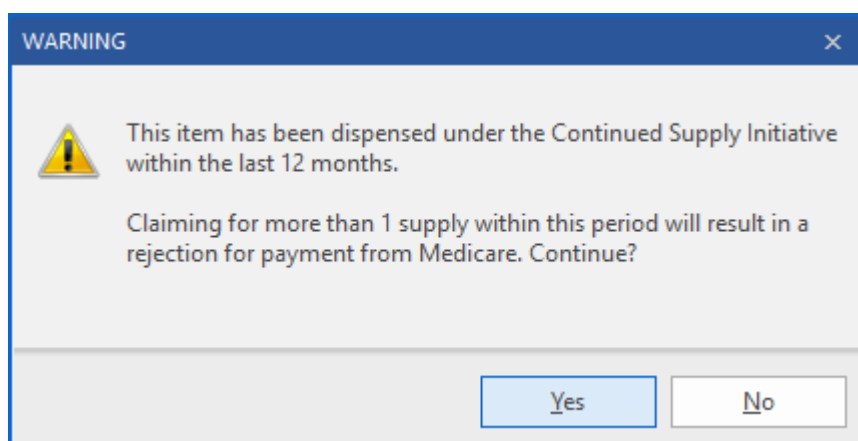 WARNING
This item has been dispensed under the Continued Supply Initiative
within the last 12 months.
Claiming for more than 1 supply within this period will result in a
rejection for payment from Medicare. Continue?
Yes
No